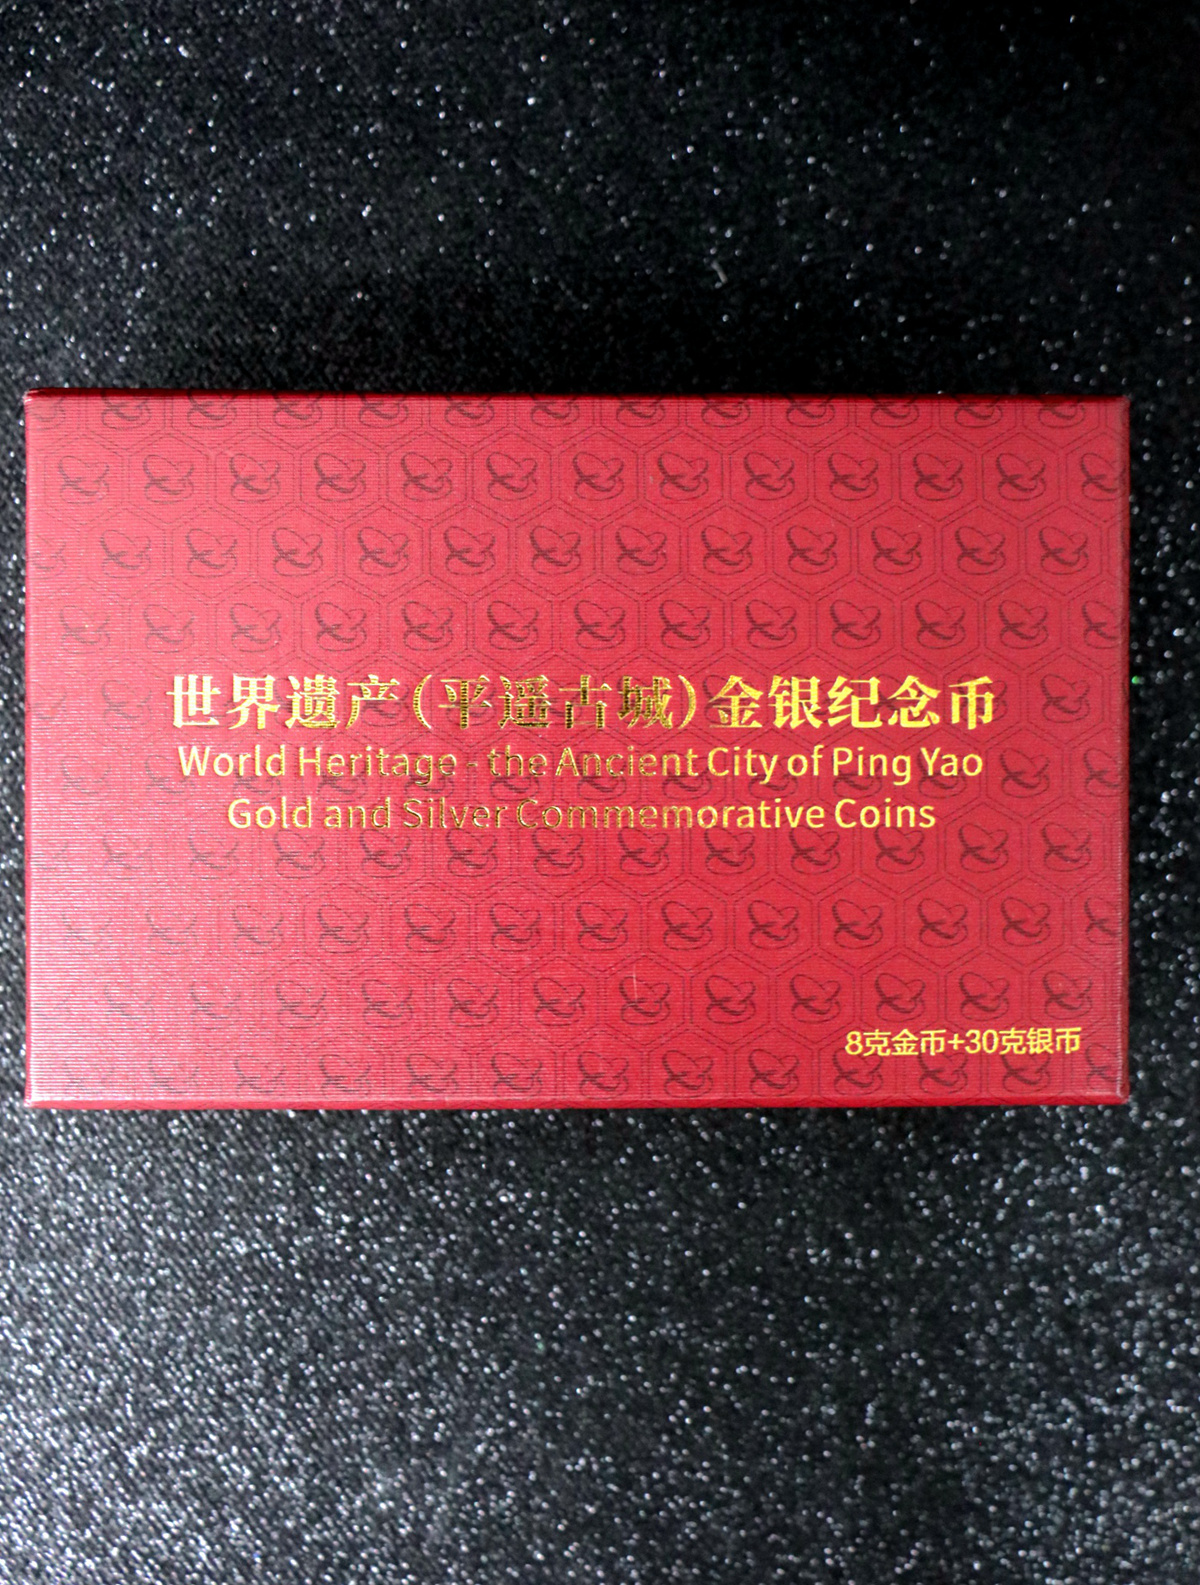 世界遗产(平遥古城)金银纪念币
World Heritage - the Ancient City of Ping Yao
Gold and Silver Commemorative Coins
8克金币+30克银币